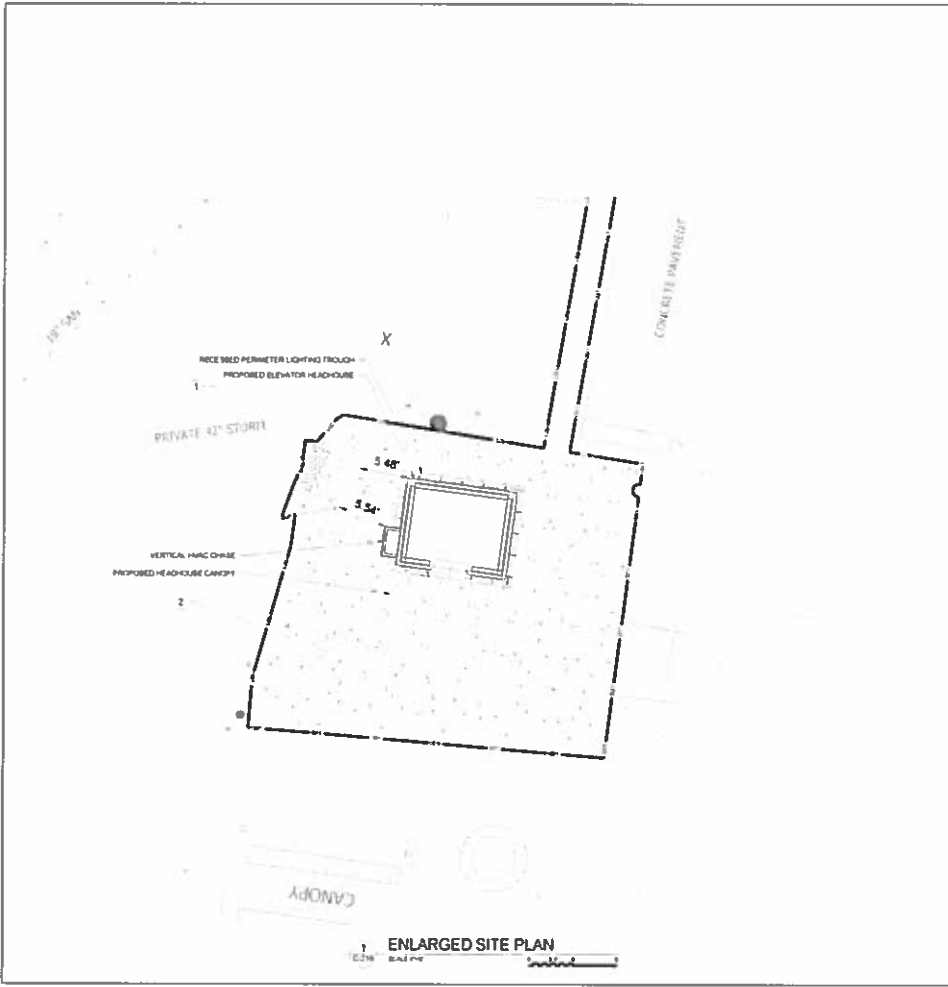 CONCRETE PAVEMENT
X
RECESSED PERIMETER LIGHTING TROUGH
PROPOSED ELEVATOR HEADHOUSE
1
PRIVATE 42" STORM
5.48'
5.54'
VERTICAL HVAC CHASE
PROPOSED HEADHOUSE CANOPY
2
CANOPY
ENLARGED SITE PLAN